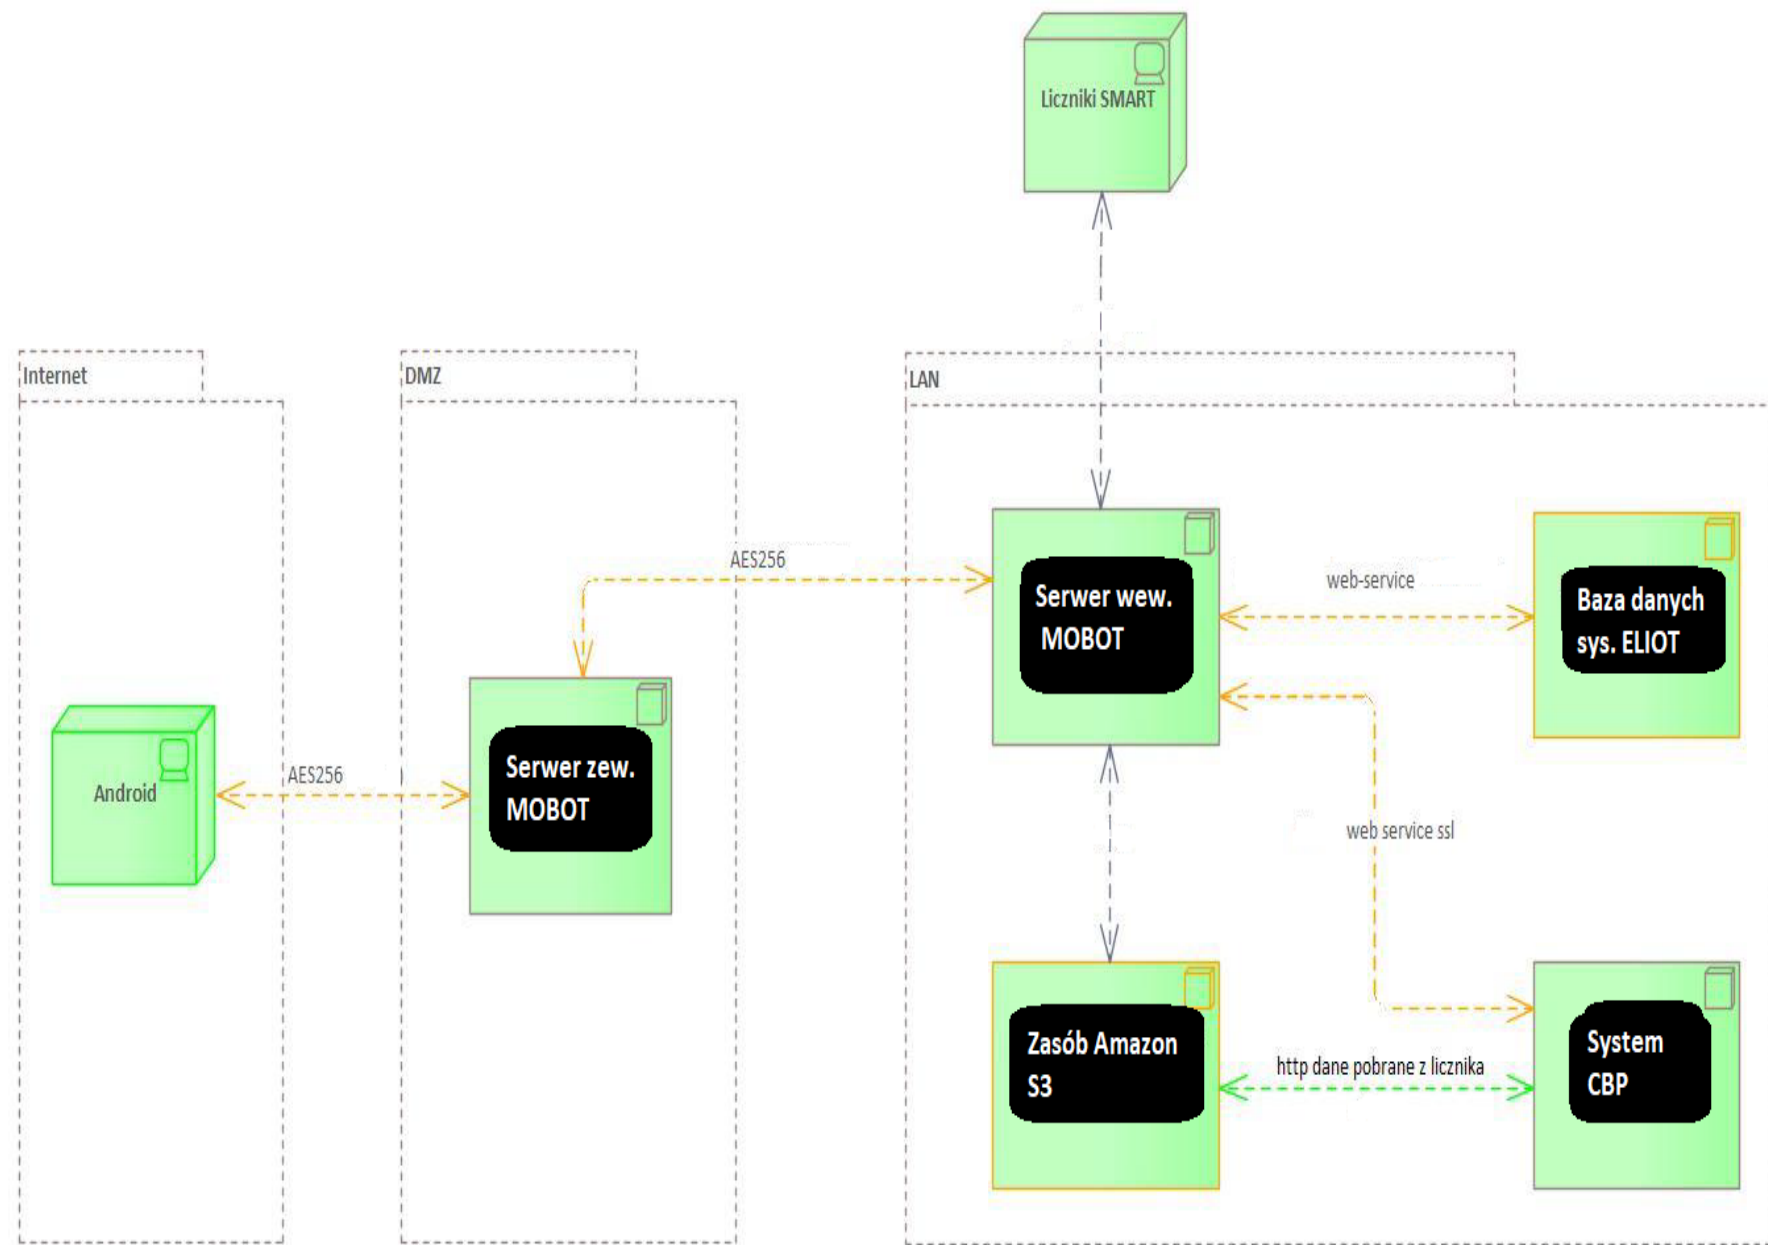 Liczniki SMART
Internet
DMZ
LAN
AES256
Serwer wew.
MOBOT
web-service
Baza danych
sys. ELIOT
Serwer zew.
MOBOT
AES256
Android
web service ssl
Zasób Amazon
S3
http dane pobrane z licznika
System
CBP